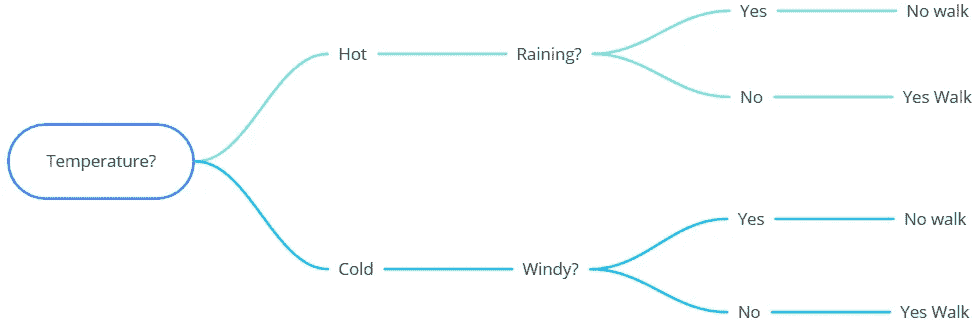 Temperature?
Hot
Raining?
Yes
No walk
No
Yes Walk
Cold
Windy?
Yes
No walk
No
Yes Walk